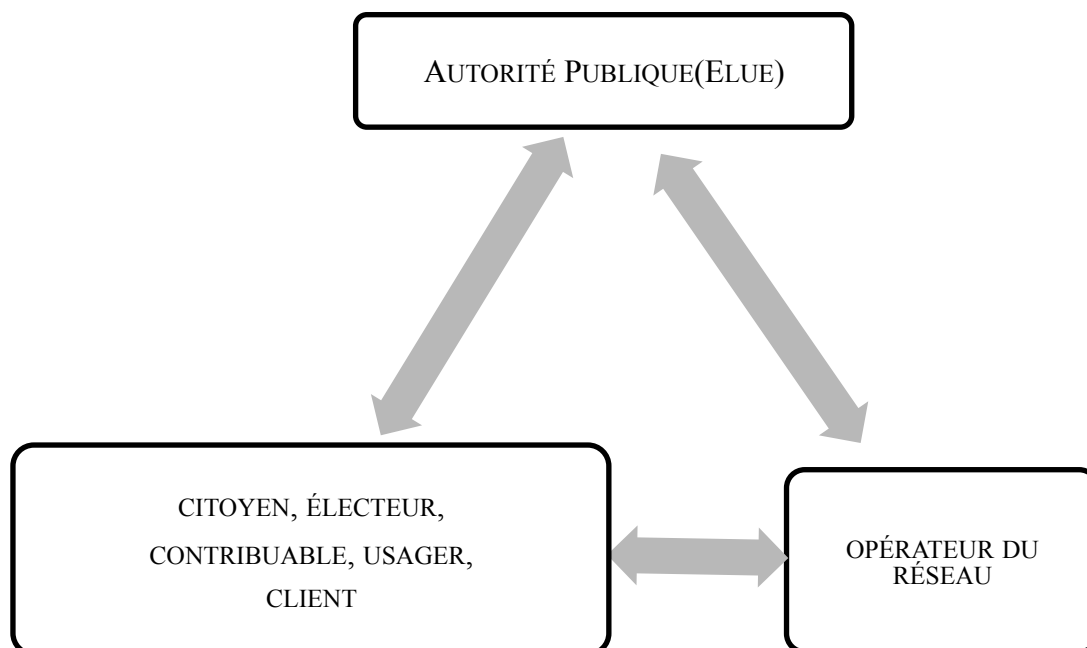 AUTORITÉ PUBLIQUE(ELUE)
CITOYEN, ÉLECTEUR,
CONTRIBUABLE, USAGER,
CLIENT
OPÉRATEUR DU
RÉSEAU